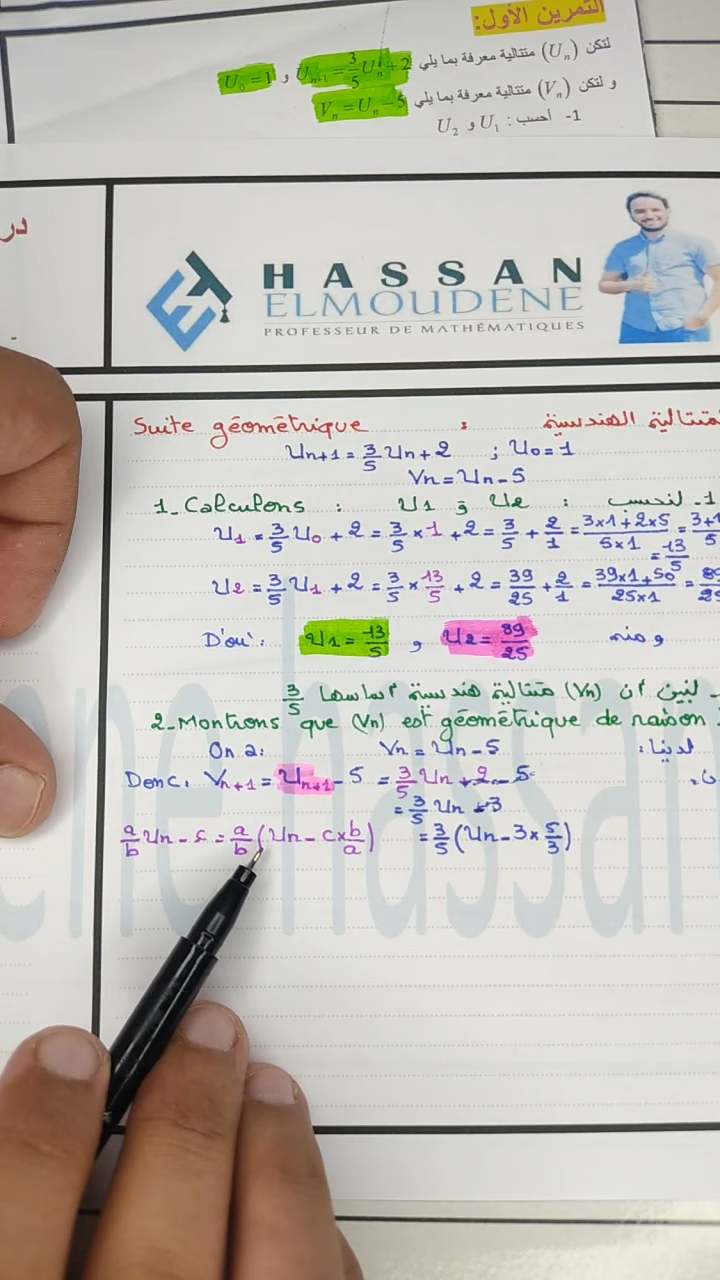 التمرين الأول:
لتكن (Uₙ) متتالية معرفة بما يلي Uₙ₊₁ = 3/5 Uₙ + 2 و U₀ = 1
و لتكن (Vₙ) متتالية معرفة بما يلي Vₙ = Uₙ − 5
1- أحسب : U₁ و U₂
در
HASSAN
ELMOUDENE
PROFESSEUR DE MATHÉMATIQUES
Suite géométrique : متتالية الهندسية
Uₙ₊₁ = 3/5 Uₙ + 2 ; U₀ = 1
Vₙ = Uₙ − 5
1_ Calculons : U₁ و U₂ : 1- لنحسب
U₁ = 3/5 U₀ + 2 = 3/5 × 1 + 2 = 3/5 + 2/1 = 3×1+2×5/5×1 =
= 13/5
U₂ = 3/5 U₁ + 2 = 3/5 × 13/5 + 2 = 39/25 + 2/1 = 39×1+50/25×1 =
D'où : U₁ = 13/5 , U₂ = 89/25 ومنه
لنبين أن (Vn) متتالية هندسية أساسها 3/5
2_ Montrons que (Vn) est géométrique de raison
On a : Vₙ = Uₙ − 5 لدينا:
Donc : Vₙ₊₁ = Uₙ₊₁ − 5 = 3/5 Uₙ + 2 − 5
= 3/5 Uₙ − 3
a/b Uₙ − c = a/b (Uₙ − c × b/a) = 3/5 (Uₙ − 3 × 5/3)
ene hassan